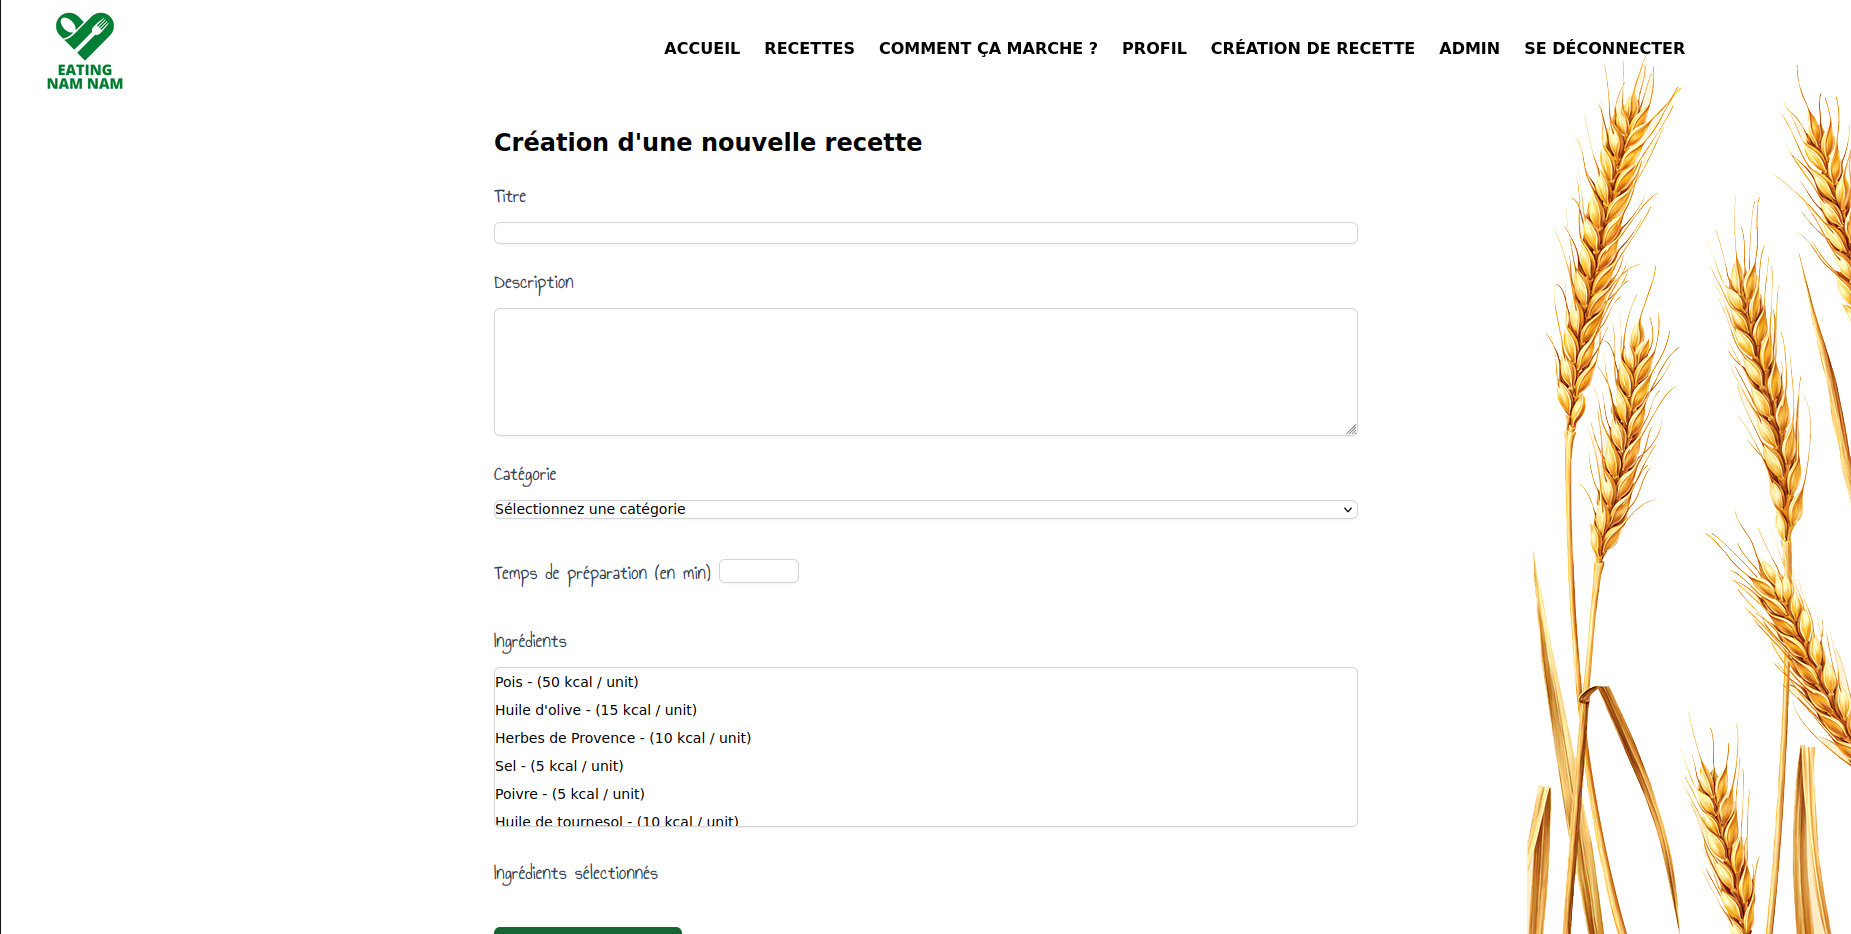 EATING
NAM NAM
ACCUEIL RECETTES COMMENT ÇA MARCHE ? PROFIL CRÉATION DE RECETTE ADMIN SE DÉCONNECTER
Création d'une nouvelle recette
Titre
Description
Catégorie
Sélectionnez une catégorie
Temps de préparation (en min)
Ingrédients
Pois - (50 kcal / unit)
Huile d'olive - (15 kcal / unit)
Herbes de Provence - (10 kcal / unit)
Sel - (5 kcal / unit)
Poivre - (5 kcal / unit)
Huile de tournesol - (10 kcal / unit)
Ingrédients sélectionnés